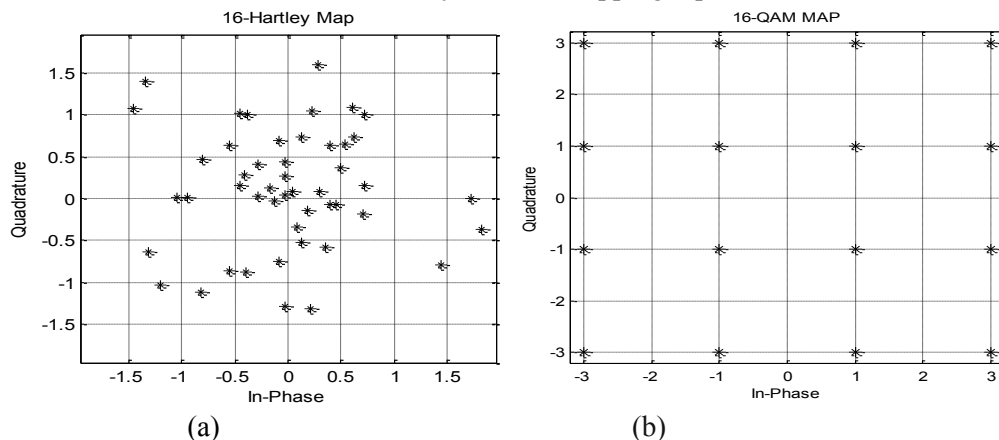 16-Hartley Map
1.5
1
0.5
0
-0.5
-1
-1.5
Quadrature
-1.5 -1 -0.5 0 0.5 1 1.5
In-Phase
(a)
16-QAM MAP
3
2
1
0
-1
-2
-3
Quadrature
-3 -2 -1 0 1 2 3
In-Phase
(b)